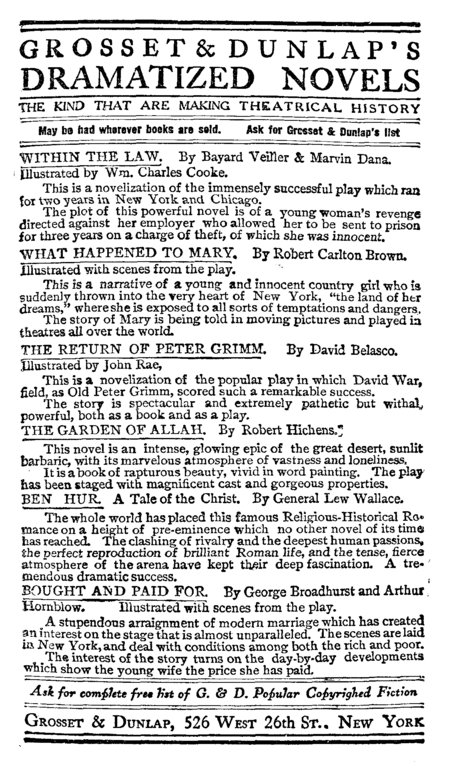 GROSSET & DUNLAP'S
DRAMATIZED NOVELS
THE KIND THAT ARE MAKING THEATRICAL HISTORY
May be had wherever books are sold. Ask for Grosset & Dunlap's list
WITHIN THE LAW. By Bayard Veiller & Marvin Dana.
Illustrated by Wm. Charles Cooke.
This is a novelization of the immensely successful play which ran
for two years in New York and Chicago.
The plot of this powerful novel is of a young woman's revenge
directed against her employer who allowed her to be sent to prison
for three years on a charge of theft, of which she was innocent.
WHAT HAPPENED TO MARY. By Robert Carlton Brown.
Illustrated with scenes from the play.
This is a narrative of a young and innocent country girl who is
suddenly thrown into the very heart of New York, "the land of her
dreams," where she is exposed to all sorts of temptations and dangers.
The story of Mary is being told in moving pictures and played in
theatres all over the world.
THE RETURN OF PETER GRIMM. By David Belasco.
Illustrated by John Rae,
This is a novelization of the popular play in which David War,
field, as Old Peter Grimm, scored such a remarkable success.
The story is spectacular and extremely pathetic but withal,
powerful, both as a book and as a play.
THE GARDEN OF ALLAH. By Robert Hichens.
This novel is an intense, glowing epic of the great desert, sunlit
barbaric, with its marvelous atmosphere of vastness and loneliness.
It is a book of rapturous beauty, vivid in word painting. The play
has been staged with magnificent cast and gorgeous properties.
BEN HUR. A Tale of the Christ. By General Lew Wallace.
The whole world has placed this famous Religious-Historical Ro-
mance on a height of pre-eminence which no other novel of its time
has reached. The clashing of rivalry and the deepest human passions,
the perfect reproduction of brilliant Roman life, and the tense, fierce
atmosphere of the arena have kept their deep fascination. A tre-
mendous dramatic success.
BOUGHT AND PAID FOR. By George Broadhurst and Arthur
Hornblow. Illustrated with scenes from the play.
A stupendous arraignment of modern marriage which has created
an interest on the stage that is almost unparalleled. The scenes are laid
in New York, and deal with conditions among both the rich and poor.
The interest of the story turns on the day-by-day developments
which show the young wife the price she has paid.
Ask for complete free list of G. & D. Popular Copyrighed Fiction
GROSSET & DUNLAP, 526 WEST 26th ST., NEW YORK